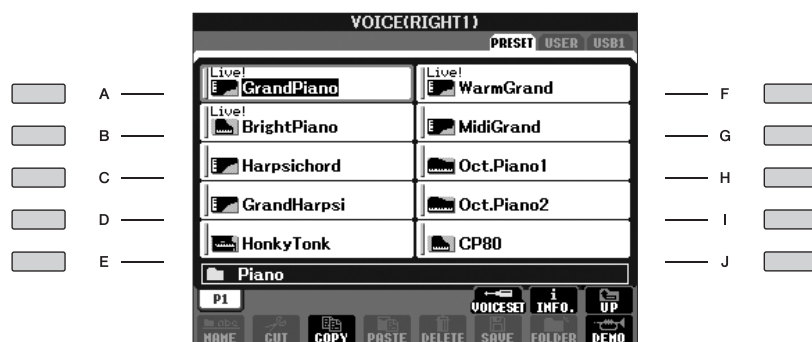 VOICE(RIGHT1)
PRESET USER USB1
A Live! GrandPiano Live! WarmGrand F
B Live! BrightPiano MidiGrand G
C Harpsichord Oct.Piano1 H
D GrandHarpsi Oct.Piano2 I
E HonkyTonk CP80 J
Piano
P1 VOICESET i INFO. UP
abc
NAME CUT COPY PASTE DELETE SAVE FOLDER DEMO